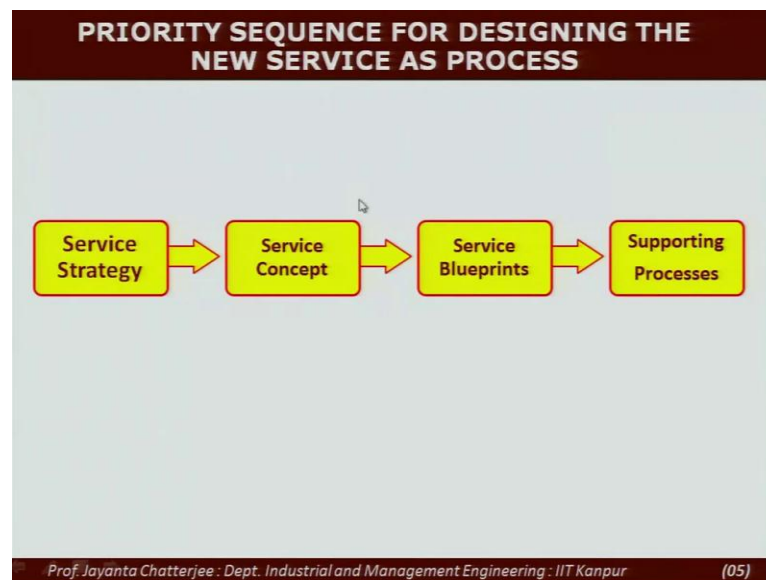 PRIORITY SEQUENCE FOR DESIGNING THE
NEW SERVICE AS PROCESS
Service
Strategy
Service
Concept
Service
Blueprints
Supporting
Processes
Prof. Jayanta Chatterjee : Dept. Industrial and Management Engineering : IIT Kanpur (05)